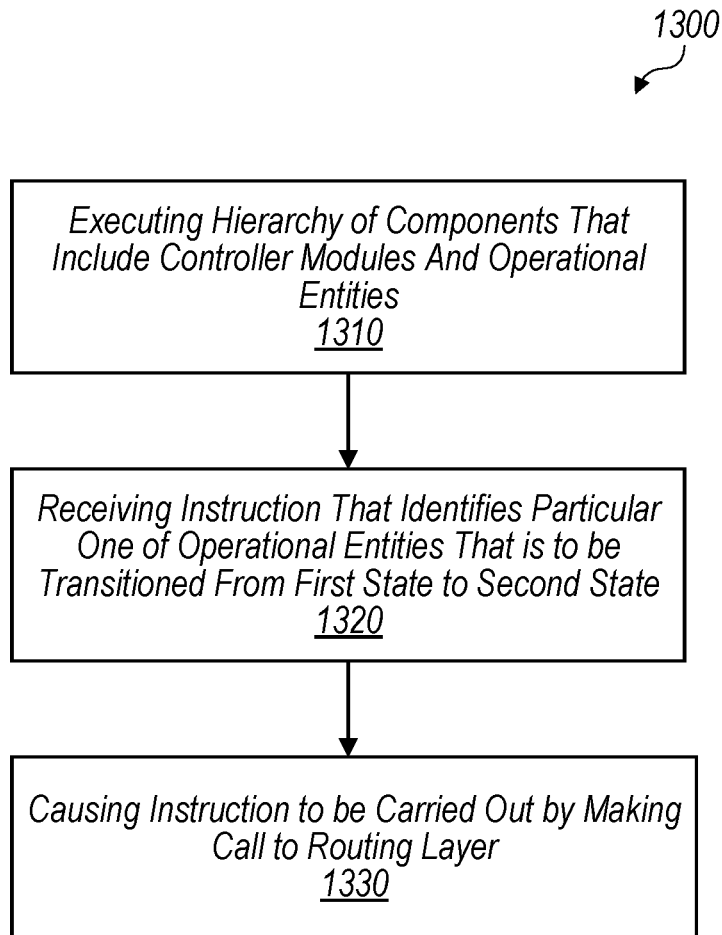 1300
Executing Hierarchy of Components That
Include Controller Modules And Operational
Entities
1310
Receiving Instruction That Identifies Particular
One of Operational Entities That is to be
Transitioned From First State to Second State
1320
Causing Instruction to be Carried Out by Making
Call to Routing Layer
1330